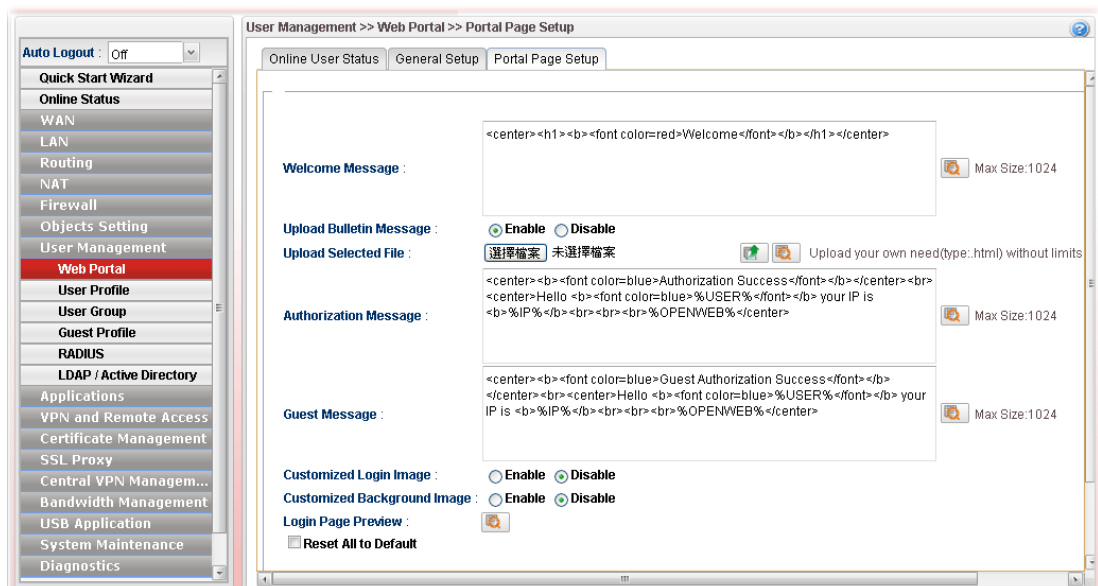 User Management >> Web Portal >> Portal Page Setup
Auto Logout : Off
Quick Start Wizard
Online Status
WAN
LAN
Routing
NAT
Firewall
Objects Setting
User Management
Web Portal
User Profile
User Group
Guest Profile
RADIUS
LDAP / Active Directory
Applications
VPN and Remote Access
Certificate Management
SSL Proxy
Central VPN Managem...
Bandwidth Management
USB Application
System Maintenance
Diagnostics
Online User Status General Setup Portal Page Setup
Welcome Message :
<center><h1><b><font color=red>Welcome</font></b></h1></center>
Max Size:1024
Upload Bulletin Message : Enable Disable
Upload Selected File : 選擇檔案 未選擇檔案 Upload your own need(type:.html) without limits
Authorization Message :
<center><b><font color=blue>Authorization Success</font></b></center><br>
<center>Hello <b><font color=blue>%USER%</font></b> your IP is
<b>%IP%</b><br><br><br>%OPENWEB%</center>
Max Size:1024
Guest Message :
<center><b><font color=blue>Guest Authorization Success</font></b>
</center><br><center>Hello <b><font color=blue>%USER%</font></b> your
IP is <b>%IP%</b><br><br><br>%OPENWEB%</center>
Max Size:1024
Customized Login Image : Enable Disable
Customized Background Image : Enable Disable
Login Page Preview :
Reset All to Default